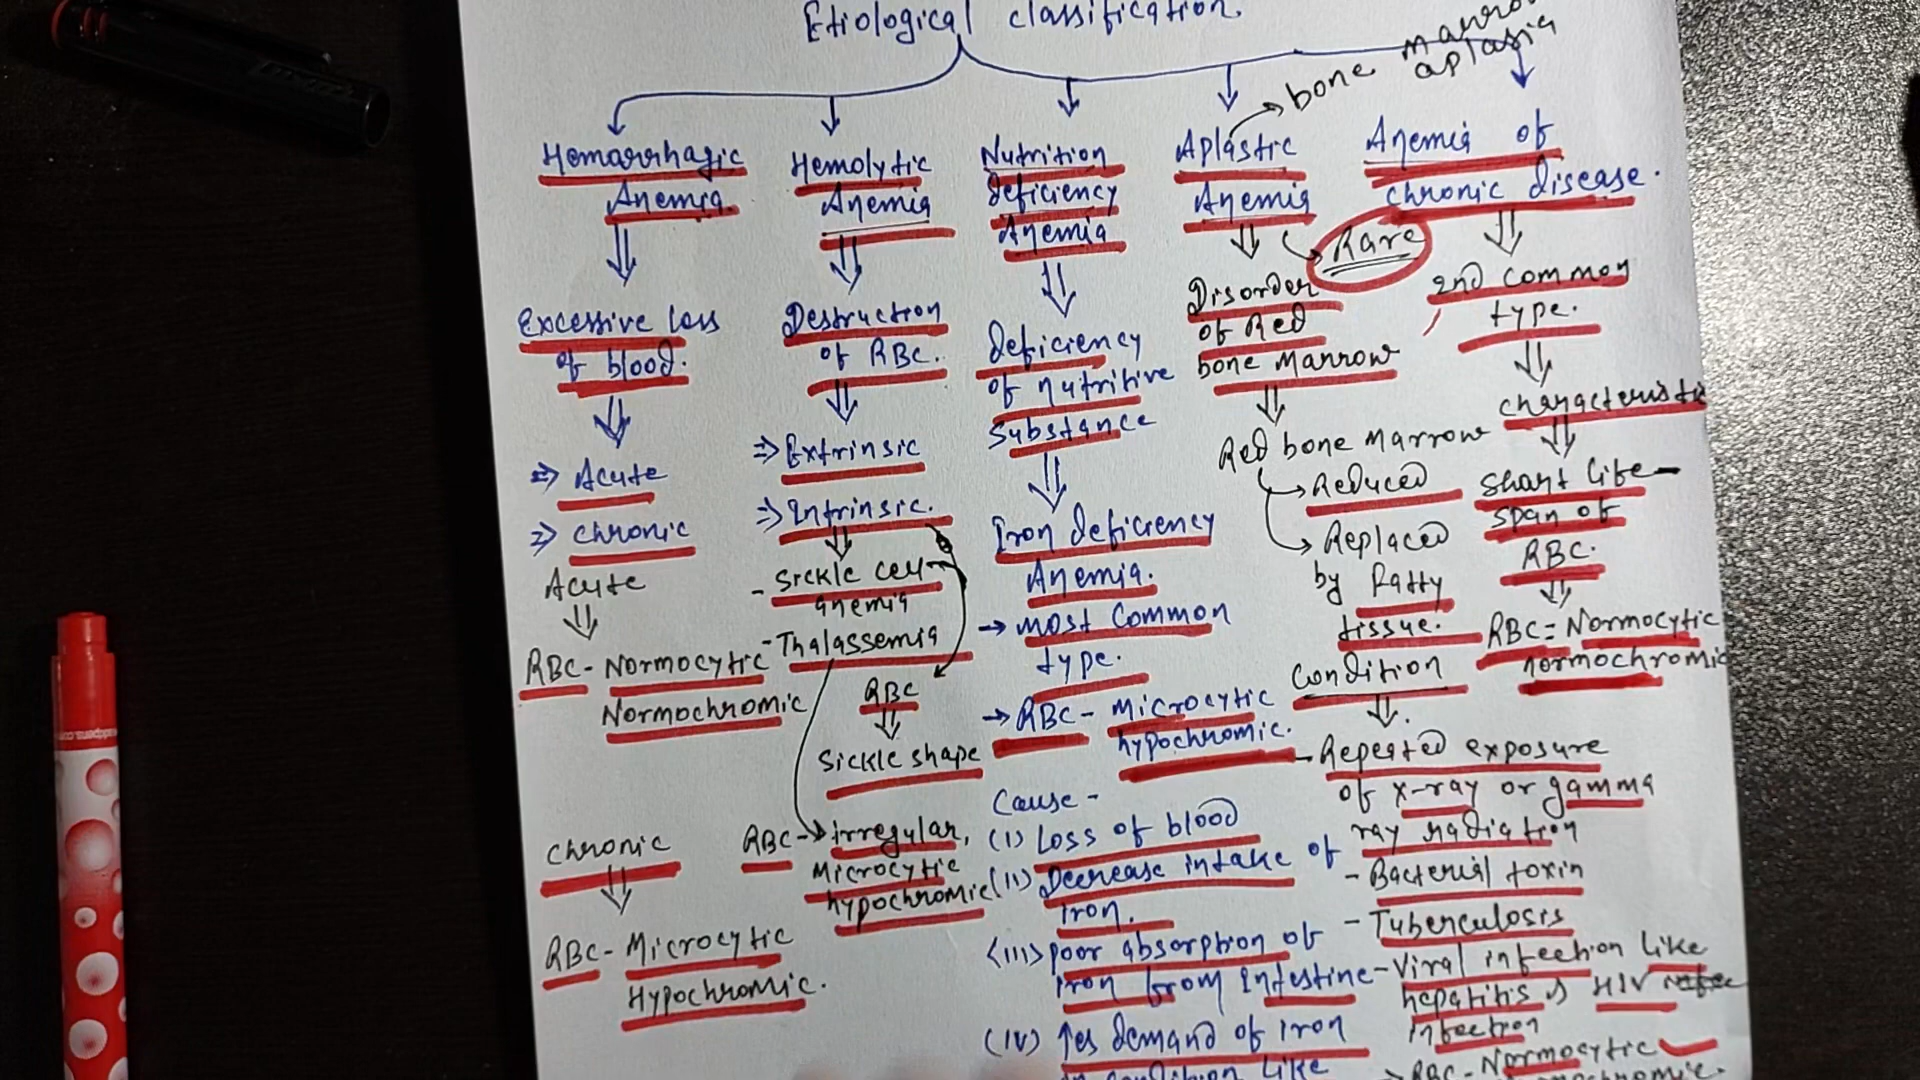 Etiological classification.
bone marrow
aplasia
Hemarrhagic
Anemia
Excessive loss
of blood.
⇒ Acute
⇒ chronic
Acute
RBC - Normocytic
Normochromic
chronic
RBC - Microcytic
Hypochromic.
Hemolytic
Anemia
Destruction
of RBC.
⇒ Extrinsic
⇒ Intrinsic.
- Sickle cell
anemia
- Thalassemia
RBC
Sickle shape
RBC → irregular,
Microcytic
hypochromic
Nutrition
deficiency
Anemia
deficiency
of nutritive
Substance
Iron deficiency
Anemia.
→ most Common
type.
→ RBC - Microcytic
hypochromic.
Cause -
(i) Loss of blood
(ii) Decrease intake of
iron.
(iii) poor absorption of
iron from Intestine
(iv) ↑es demand of iron
in condition like
Aplastic
Anemia
Rare
Disorder
of Red
bone Marrow
Red bone marrow
→ Reduced
→ Replaced
by Fatty
tissue.
Condition
- Repeated exposure
of x-ray or gamma
ray radiation
- Bacterial toxin
- Tuberculosis
- Viral infection like
hepatitis & HIV
infection
→ RBC - Normocytic
Anemia of
chronic disease.
2nd Common
type.
characteristic
Short life
span of
RBC.
RBC = Normocytic
normochromic